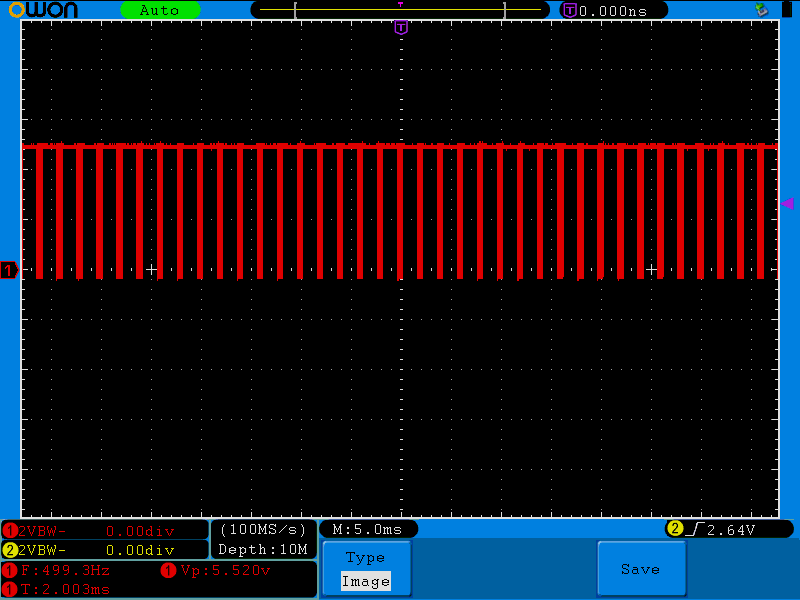 OWON Auto T 0.000ns
T
1
1 2VBW- 0.00div (100MS/s) M:5.0ms 2 2.64V
2 2VBW- 0.00div Depth:10M
1 F:499.3Hz 1 Vp:5.520v
1 T:2.003ms
Type
Image
Save